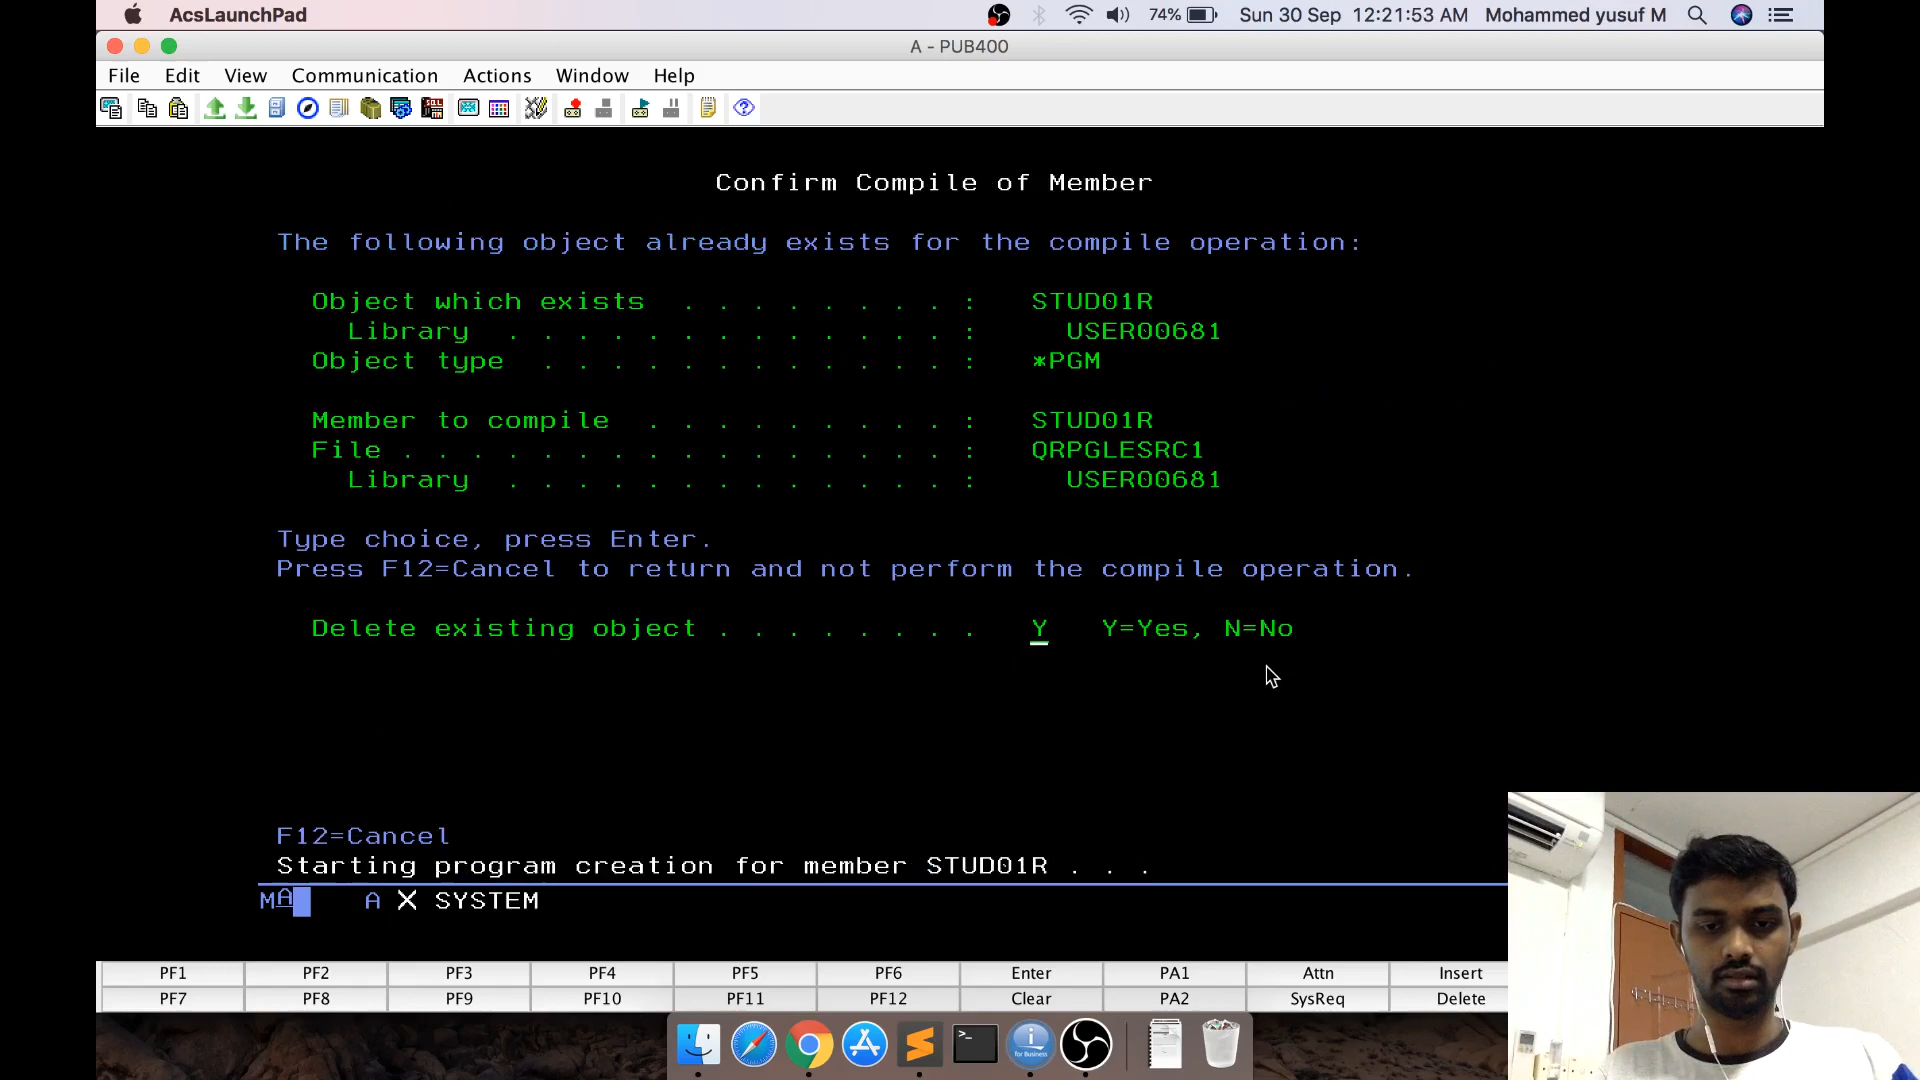 AcsLaunchPad 74% Sun 30 Sep 12:21:53 AM Mohammed yusuf M
A - PUB400
File Edit View Communication Actions Window Help
Confirm Compile of Member
The following object already exists for the compile operation:
Object which exists . . . . . . . . : STUD01R
Library . . . . . . . . . . . . . : USER00681
Object type . . . . . . . . . . . . : *PGM
Member to compile . . . . . . . . . : STUD01R
File . . . . . . . . . . . . . . . . : QRPGLESRC1
Library . . . . . . . . . . . . . : USER00681
Type choice, press Enter.
Press F12=Cancel to return and not perform the compile operation.
Delete existing object . . . . . . . . Y Y=Yes, N=No
F12=Cancel
Starting program creation for member STUD01R . . .
MA A X SYSTEM
PF1 PF2 PF3 PF4 PF5 PF6 Enter PA1 Attn Insert
PF7 PF8 PF9 PF10 PF11 PF12 Clear PA2 SysReq Delete
i
for Business